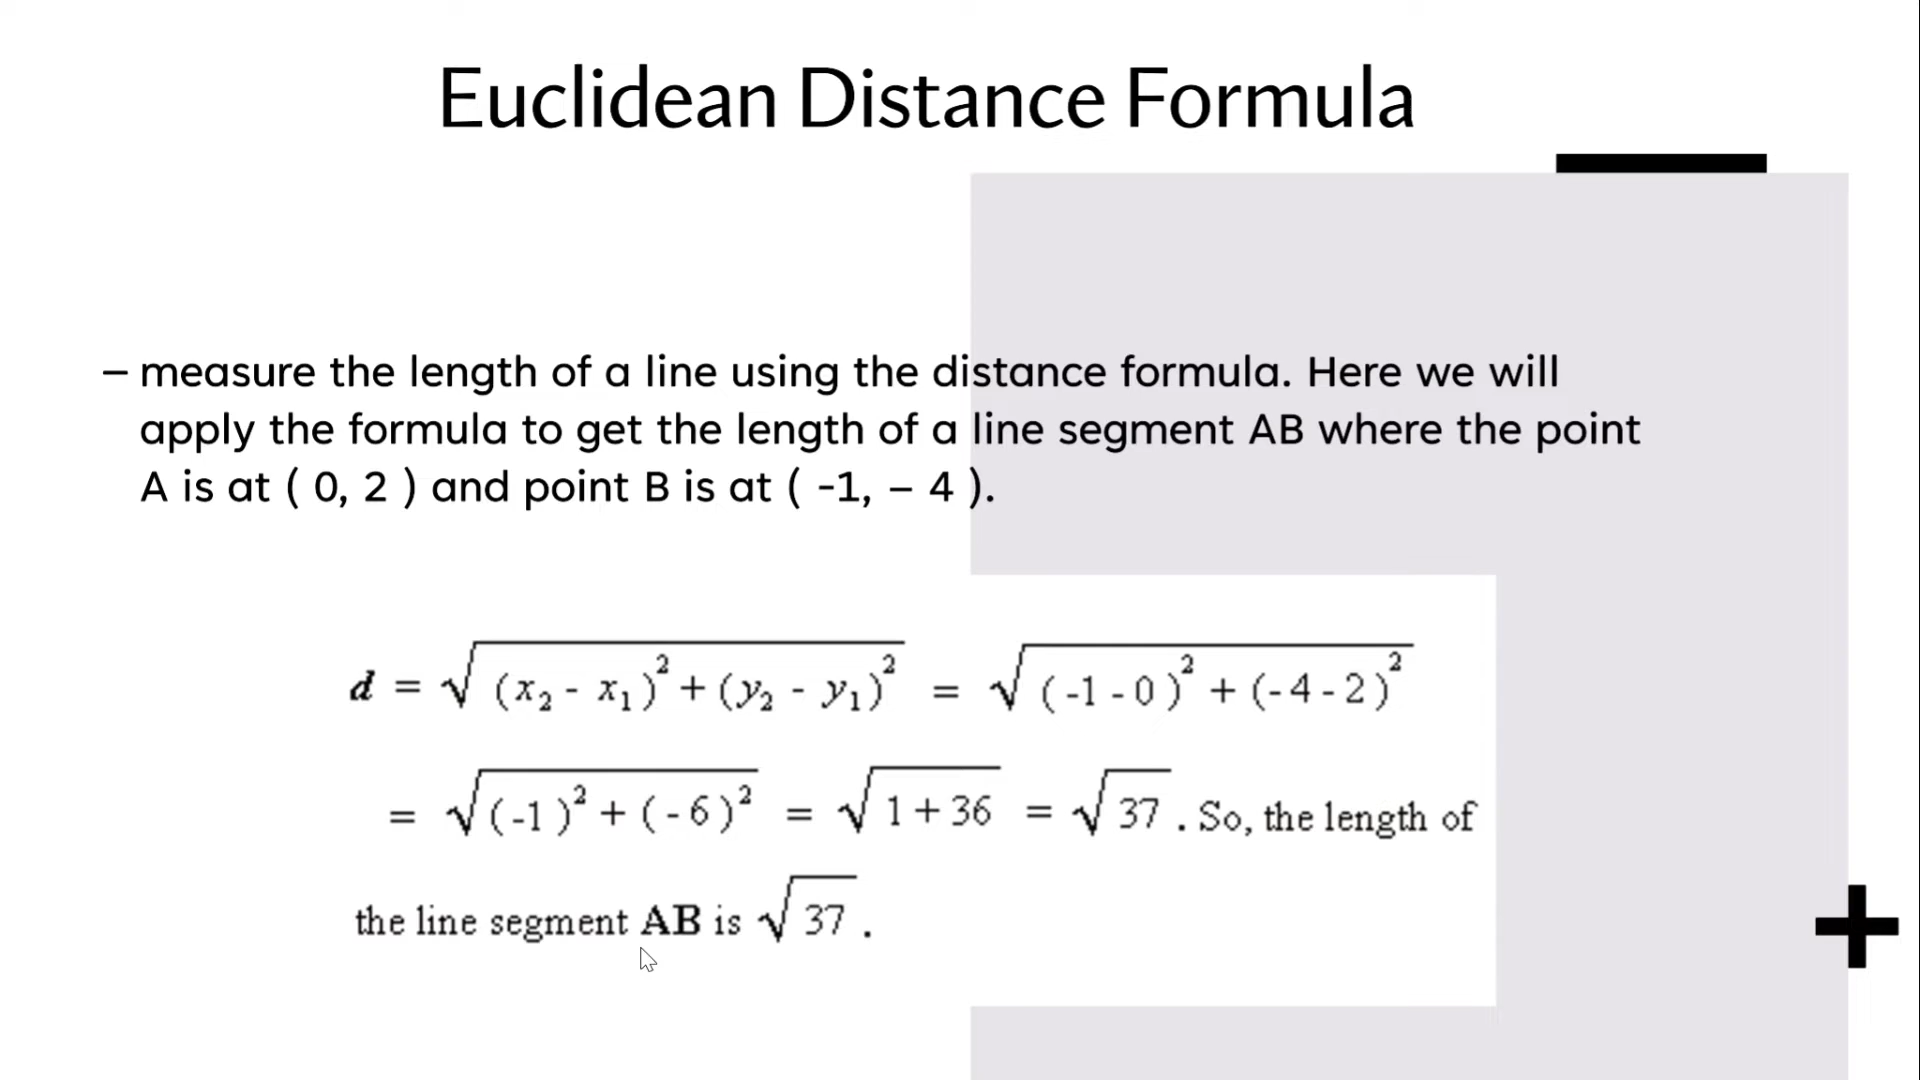 Euclidean Distance Formula
– measure the length of a line using the distance formula. Here we will
apply the formula to get the length of a line segment AB where the point
A is at ( 0, 2 ) and point B is at ( -1, – 4 ).
d = √((x₂ - x₁)² + (y₂ - y₁)²) = √((-1 - 0)² + (-4 - 2)²)
= √((-1)² + (-6)²) = √(1 + 36) = √37 . So, the length of
the line segment AB is √37 .